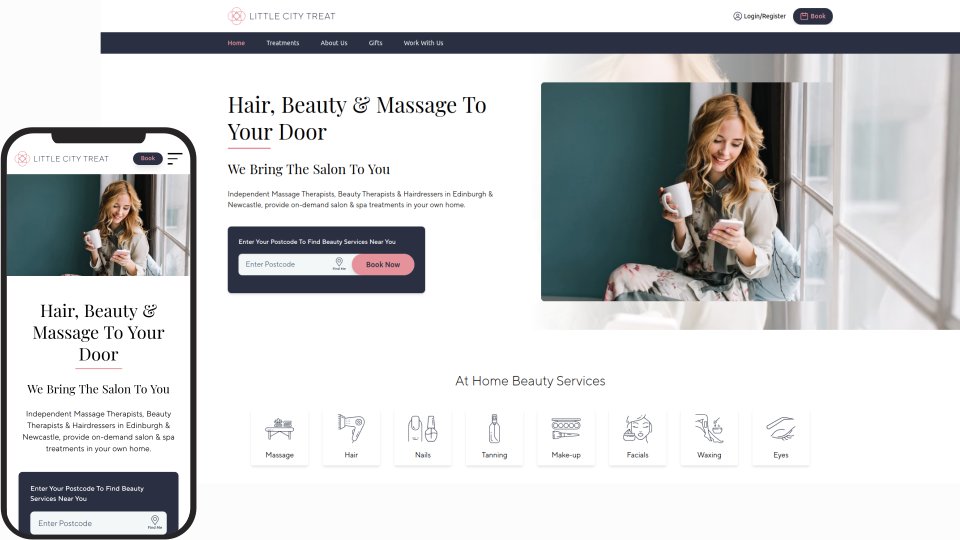 LITTLE CITY TREAT
Login/Register
Book
Home
Treatments
About Us
Gifts
Work With Us
Hair, Beauty & Massage To
Your Door
We Bring The Salon To You
Independent Massage Therapists, Beauty Therapists & Hairdressers in Edinburgh &
Newcastle, provide on-demand salon & spa treatments in your own home.
Enter Your Postcode To Find Beauty Services Near You
Enter Postcode
Find Me
Book Now
At Home Beauty Services
Massage
Hair
Nails
Tanning
Make-up
Facials
Waxing
Eyes
LITTLE CITY TREAT
Book
Hair, Beauty &
Massage To Your
Door
We Bring The Salon To You
Independent Massage Therapists, Beauty
Therapists & Hairdressers in Edinburgh &
Newcastle, provide on-demand salon & spa
treatments in your own home.
Enter Your Postcode To Find Beauty
Services Near You
Enter Postcode
Find Me